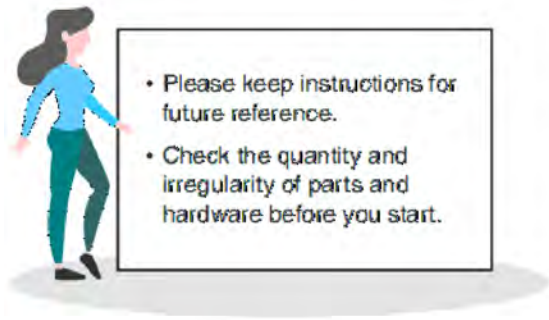 • Please keep instructions for
future reference.
• Check the quantity and
irregularity of parts and
hardware before you start.